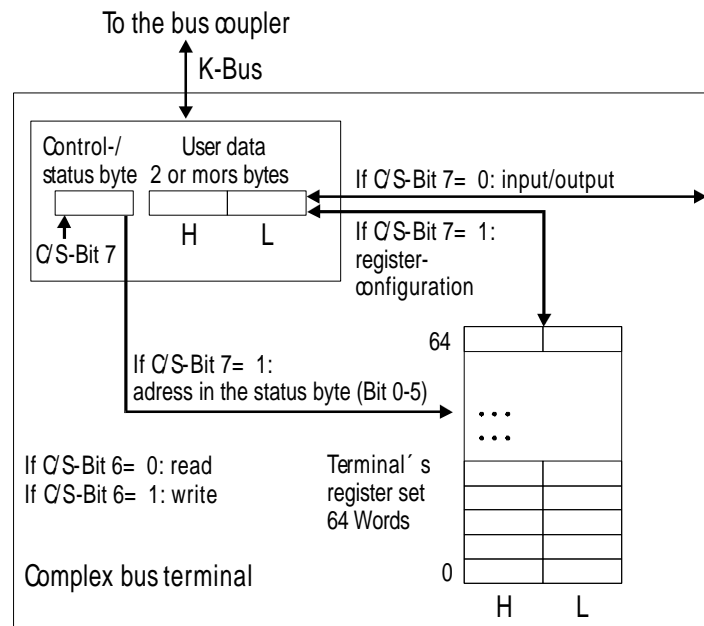 To the bus coupler
K-Bus
Control-/
status byte
User data
2 or mors bytes
C/S-Bit 7
H
L
If C/S-Bit 7= 0: input/output
If C/S-Bit 7= 1:
register-
configuration
If C/S-Bit 7= 1:
adress in the status byte (Bit 0-5)
64
If C/S-Bit 6= 0: read
If C/S-Bit 6= 1: write
Terminal´ s
register set
64 Words
0
H
L
Complex bus terminal